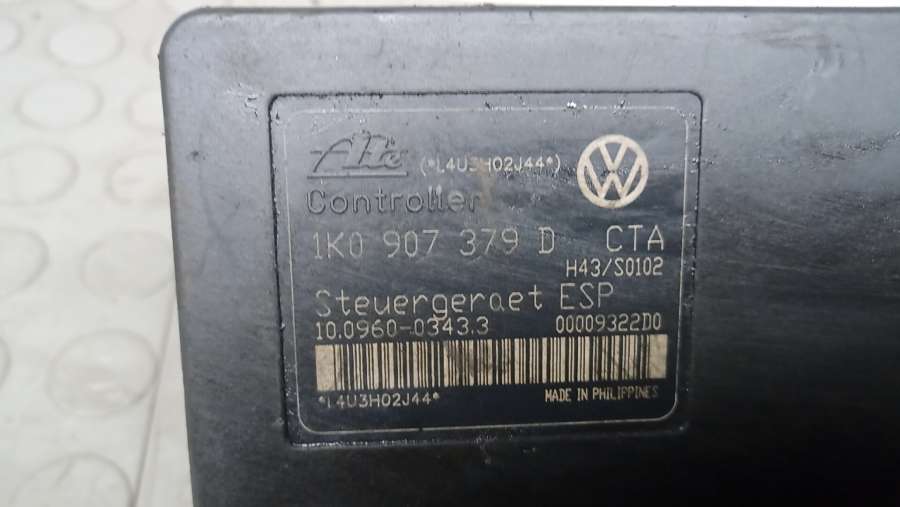 Ate (*L4U3H02J44*)
Controller
1K0 907 379 D CTA
H43/S0102
Steuergeraet ESP
10.0960-0343.3 00009322D0
*L4U3H02J44* MADE IN PHILIPPINES